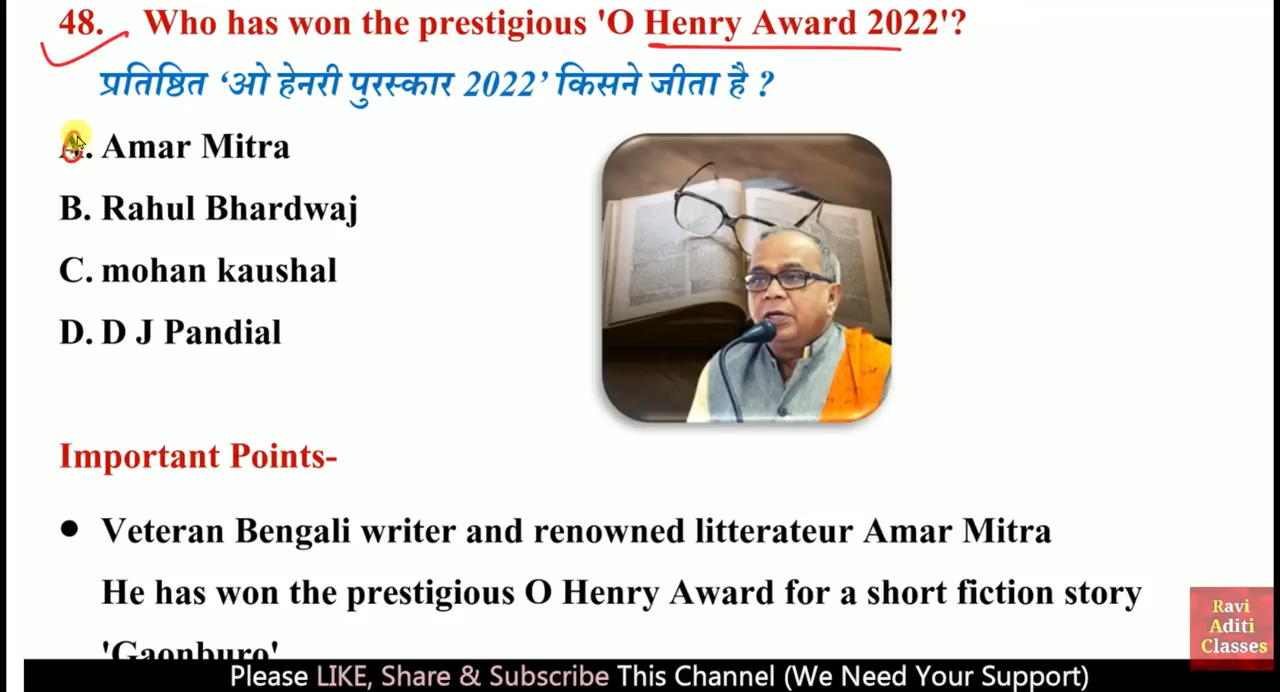 48. Who has won the prestigious 'O Henry Award 2022'?
प्रतिष्ठित ‘ओ हेनरी पुरस्कार 2022’ किसने जीता है ?
A. Amar Mitra
B. Rahul Bhardwaj
C. mohan kaushal
D. D J Pandial
Important Points-
• Veteran Bengali writer and renowned litterateur Amar Mitra
He has won the prestigious O Henry Award for a short fiction story
'Gaonburo'
Ravi
Aditi
Classes
Please LIKE, Share & Subscribe This Channel (We Need Your Support)